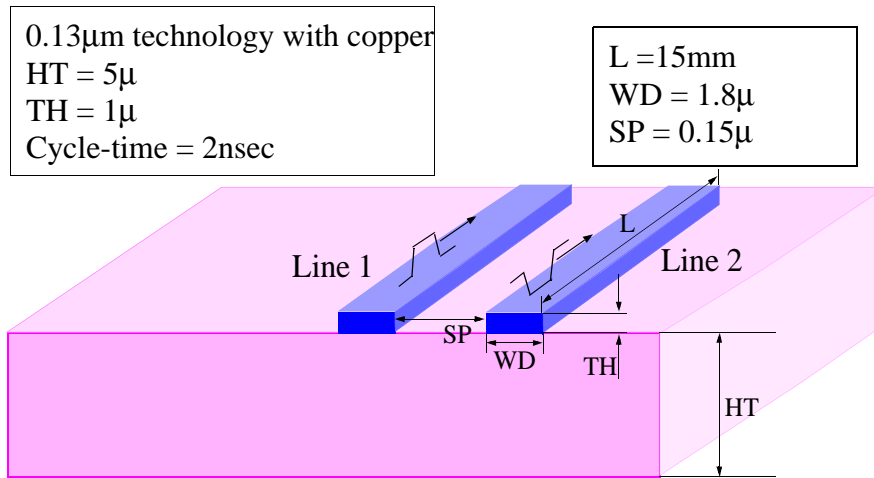 0.13μm technology with copper
HT = 5μ
TH = 1μ
Cycle-time = 2nsec
L =15mm
WD = 1.8μ
SP = 0.15μ
Line 1
L
Line 2
SP
WD
TH
HT